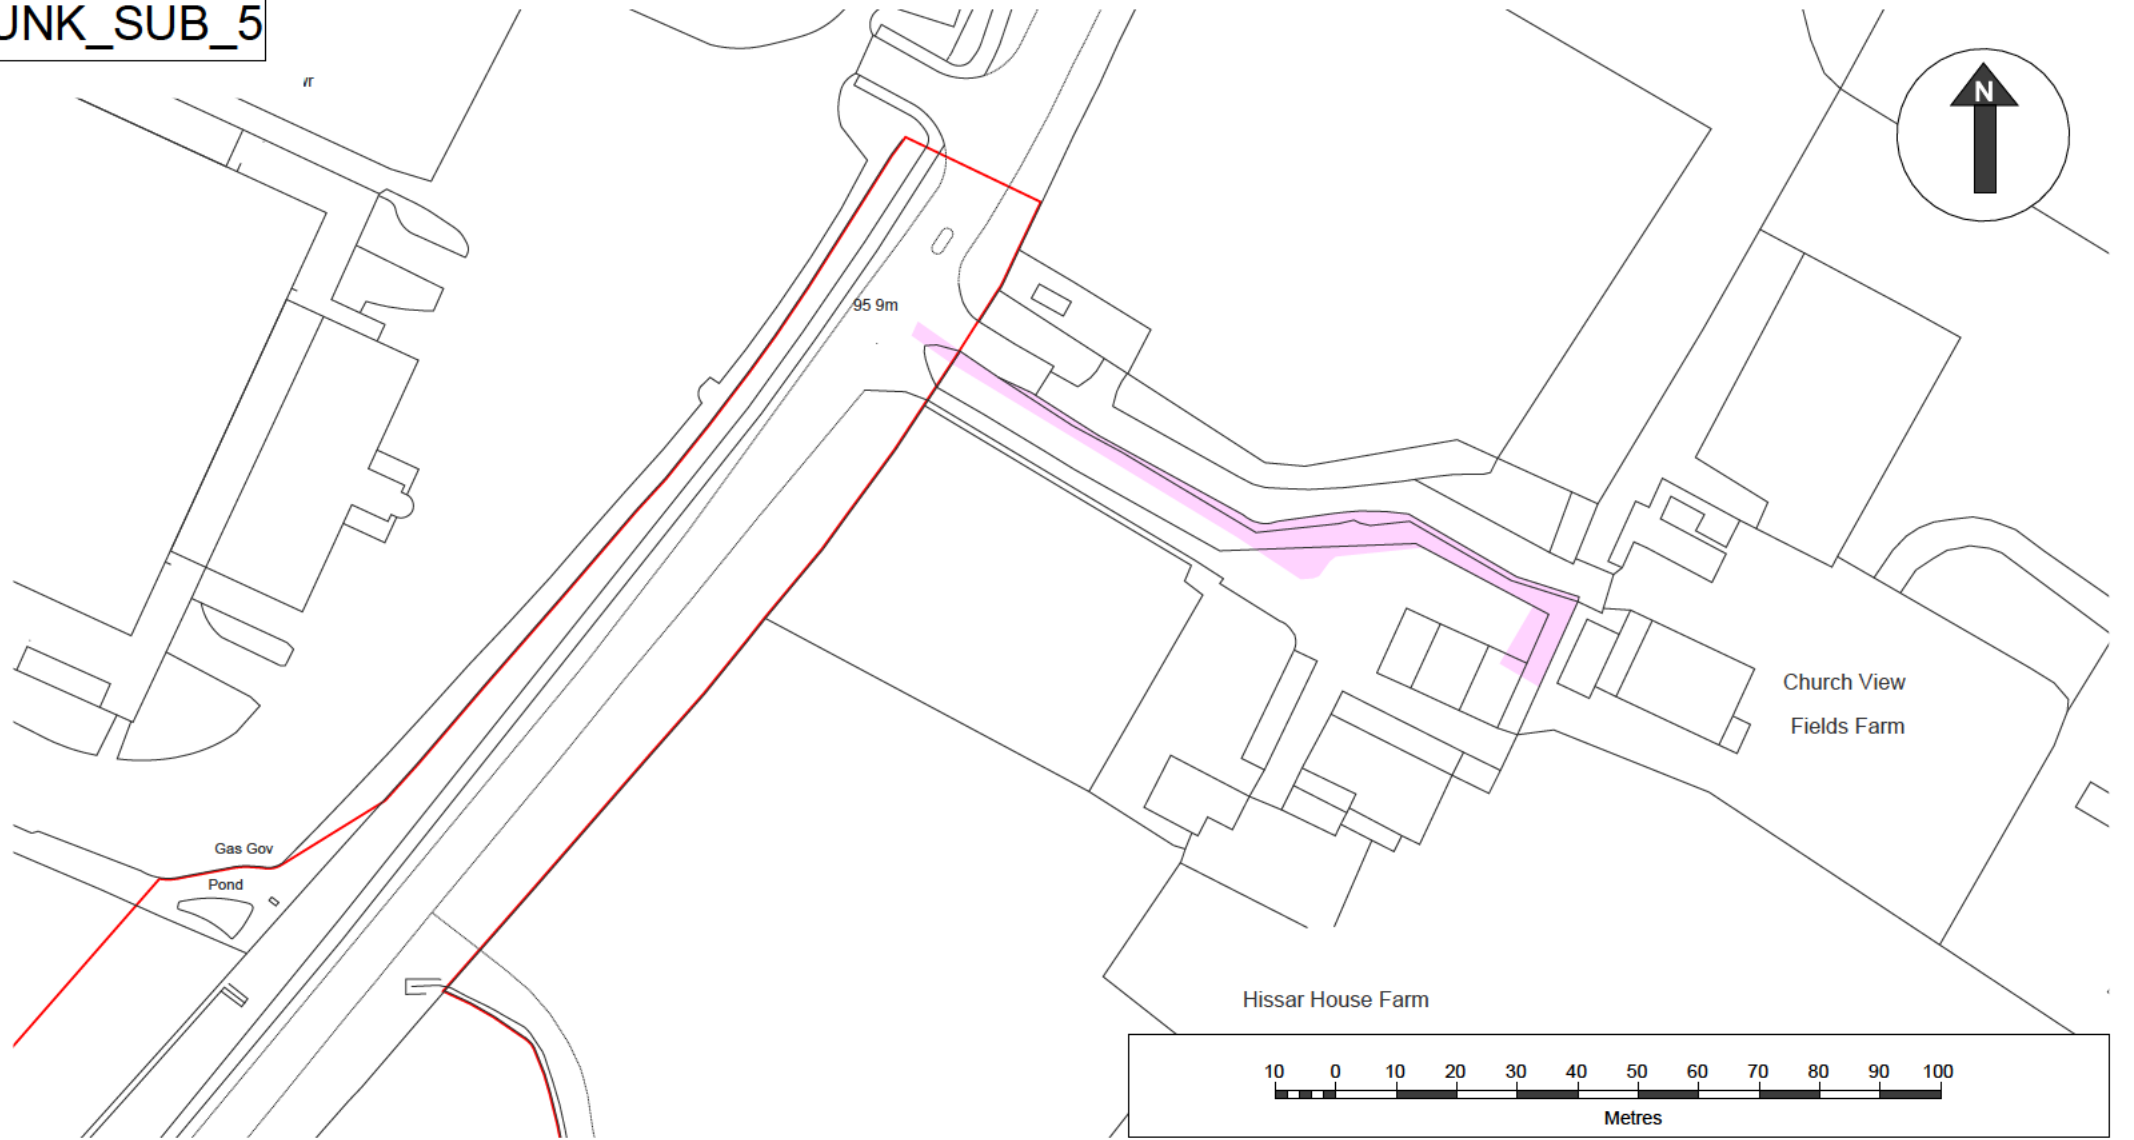 UNK_SUB_5
N
95 9m
Church View
Fields Farm
Gas Gov
Pond
Hissar House Farm
10 0 10 20 30 40 50 60 70 80 90 100
Metres